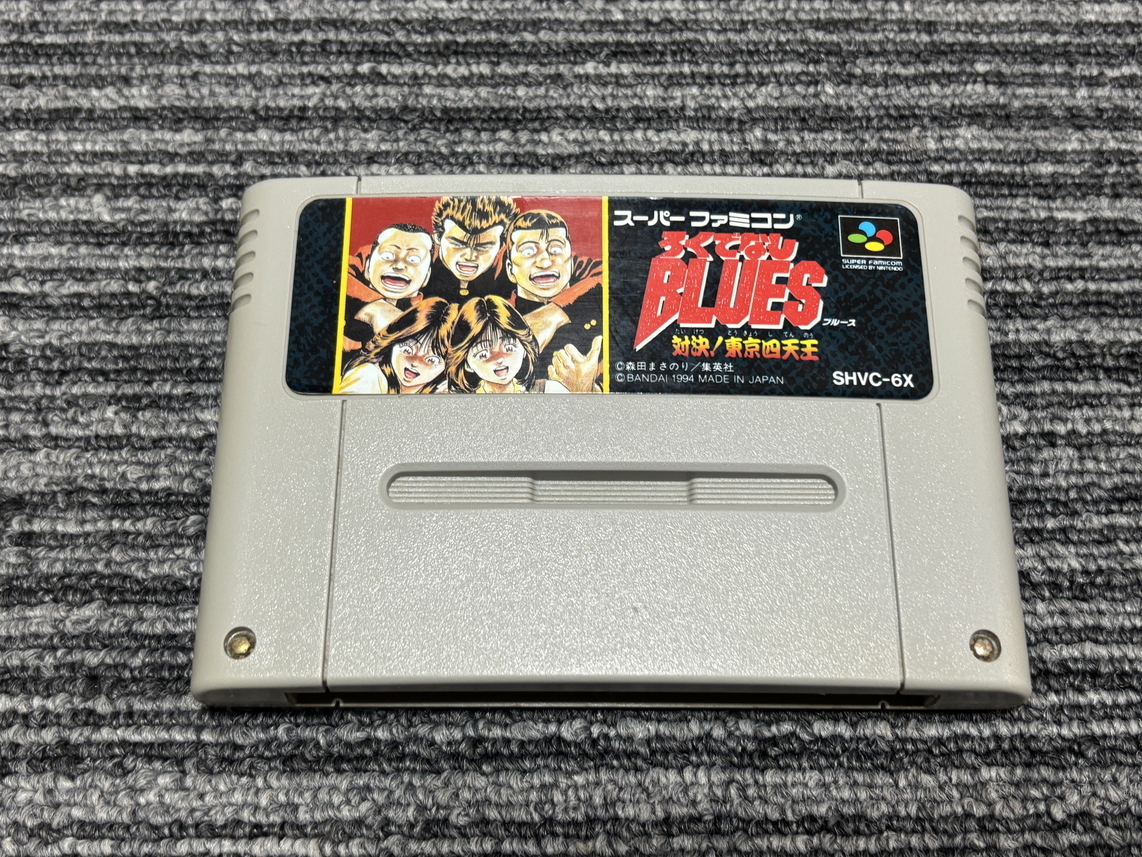 スーパーファミコン®
ろくでなし
BLUES
ブルース
たいけつ とうきょうしてんのう
対決!東京四天王
©森田まさのり/集英社
©BANDAI 1994 MADE IN JAPAN
SUPER FAMICOM
LICENSED BY NINTENDO
SHVC-6X